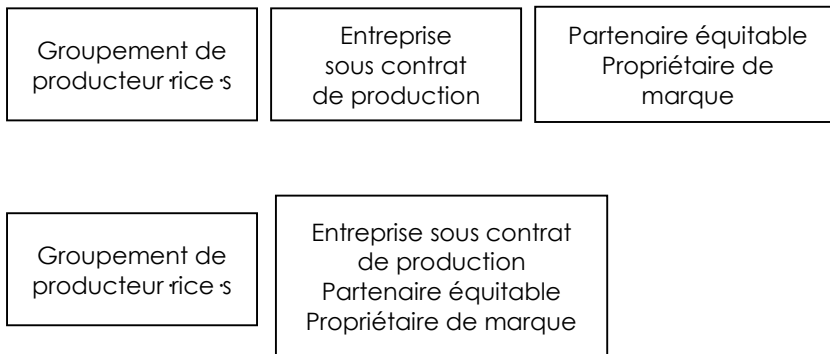 Groupement de
producteur·rice·s
Entreprise
sous contrat
de production
Partenaire équitable
Propriétaire de
marque
Groupement de
producteur·rice·s
Entreprise sous contrat
de production
Partenaire équitable
Propriétaire de marque